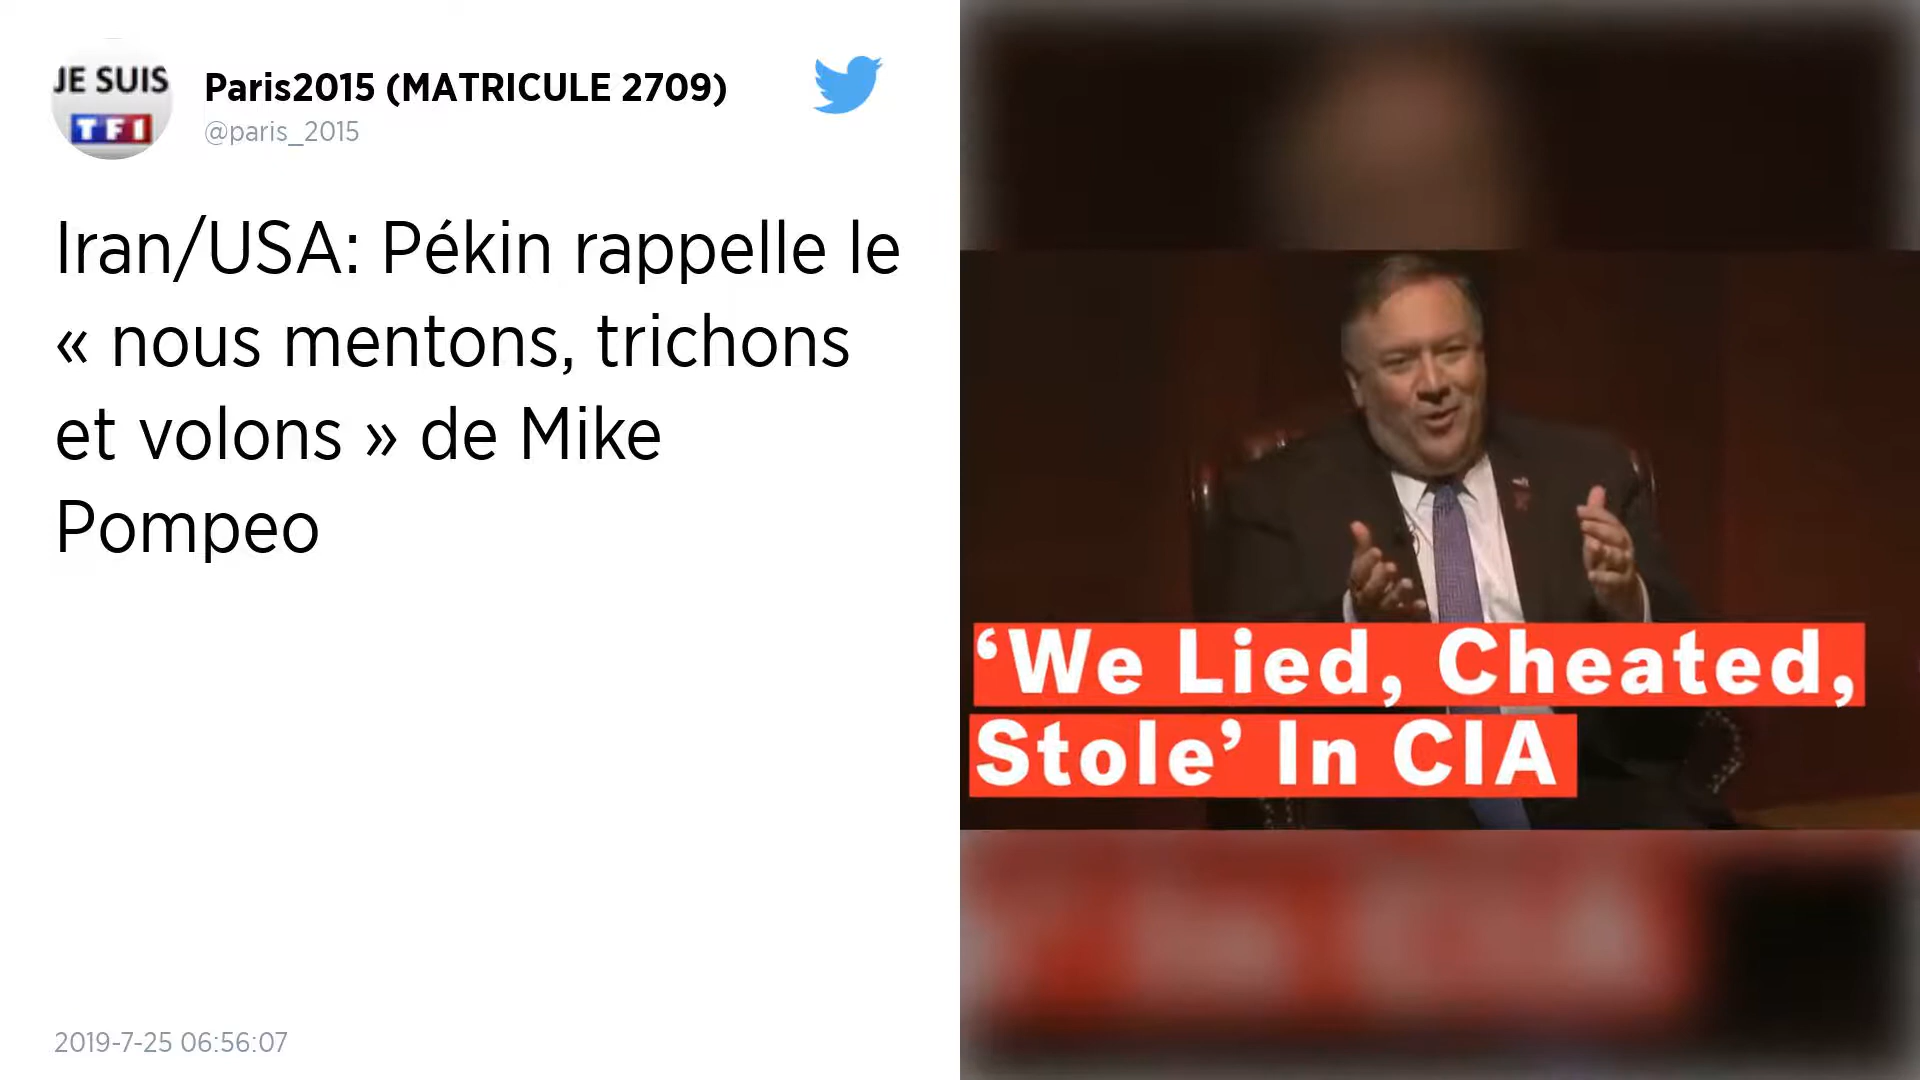 JE SUIS
TF1
Paris2015 (MATRICULE 2709)
@paris_2015
Iran/USA: Pékin rappelle le
« nous mentons, trichons
et volons » de Mike
Pompeo
2019-7-25 06:56:07
‘We Lied, Cheated,
Stole’ In CIA